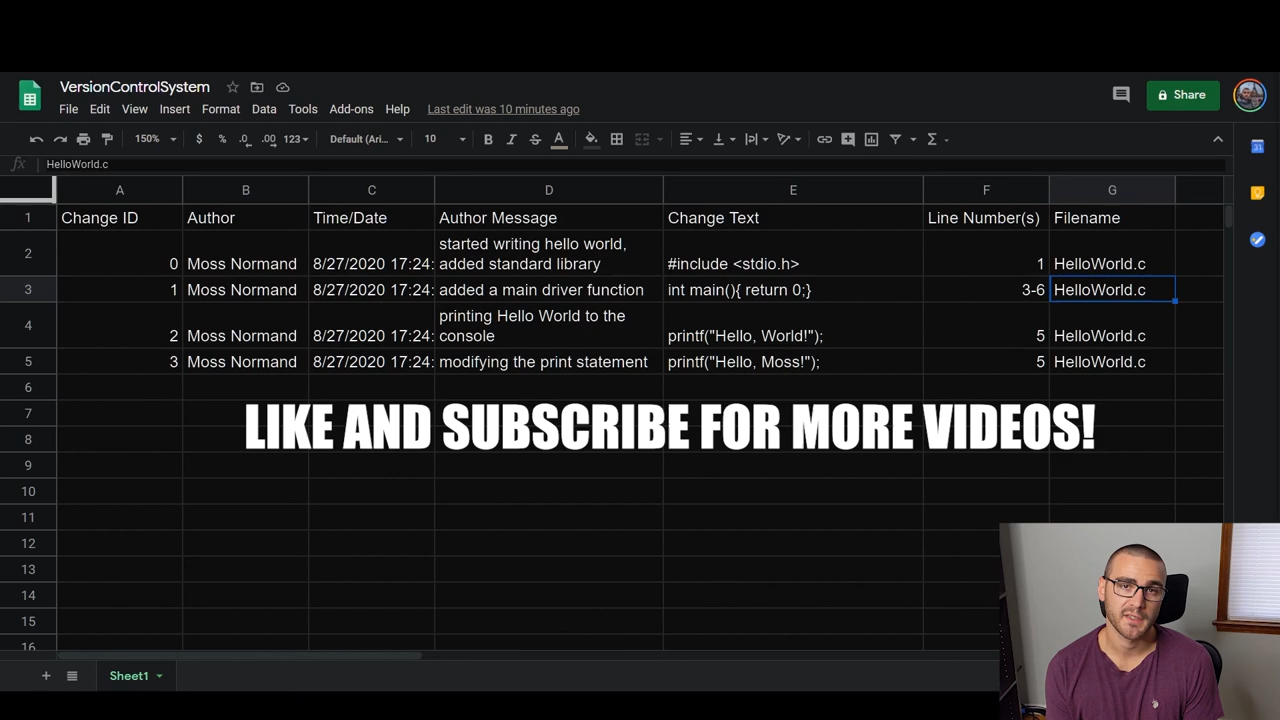 VersionControlSystem
File Edit View Insert Format Data Tools Add-ons Help Last edit was 10 minutes ago
Share
150% $ % .0 .00 123 Default (Ari... 10 B I S A Σ
fx HelloWorld.c
A B C D E F G
1 Change ID Author Time/Date Author Message Change Text Line Number(s) Filename
started writing hello world,
2 0 Moss Normand 8/27/2020 17:24: added standard library #include <stdio.h> 1 HelloWorld.c
3 1 Moss Normand 8/27/2020 17:24: added a main driver function int main(){ return 0;} 3-6 HelloWorld.c
printing Hello World to the
4 2 Moss Normand 8/27/2020 17:24: console printf("Hello, World!"); 5 HelloWorld.c
5 3 Moss Normand 8/27/2020 17:24: modifying the print statement printf("Hello, Moss!"); 5 HelloWorld.c
6
7
LIKE AND SUBSCRIBE FOR MORE VIDEOS!
8
9
10
11
12
13
14
15
16
Sheet1
31